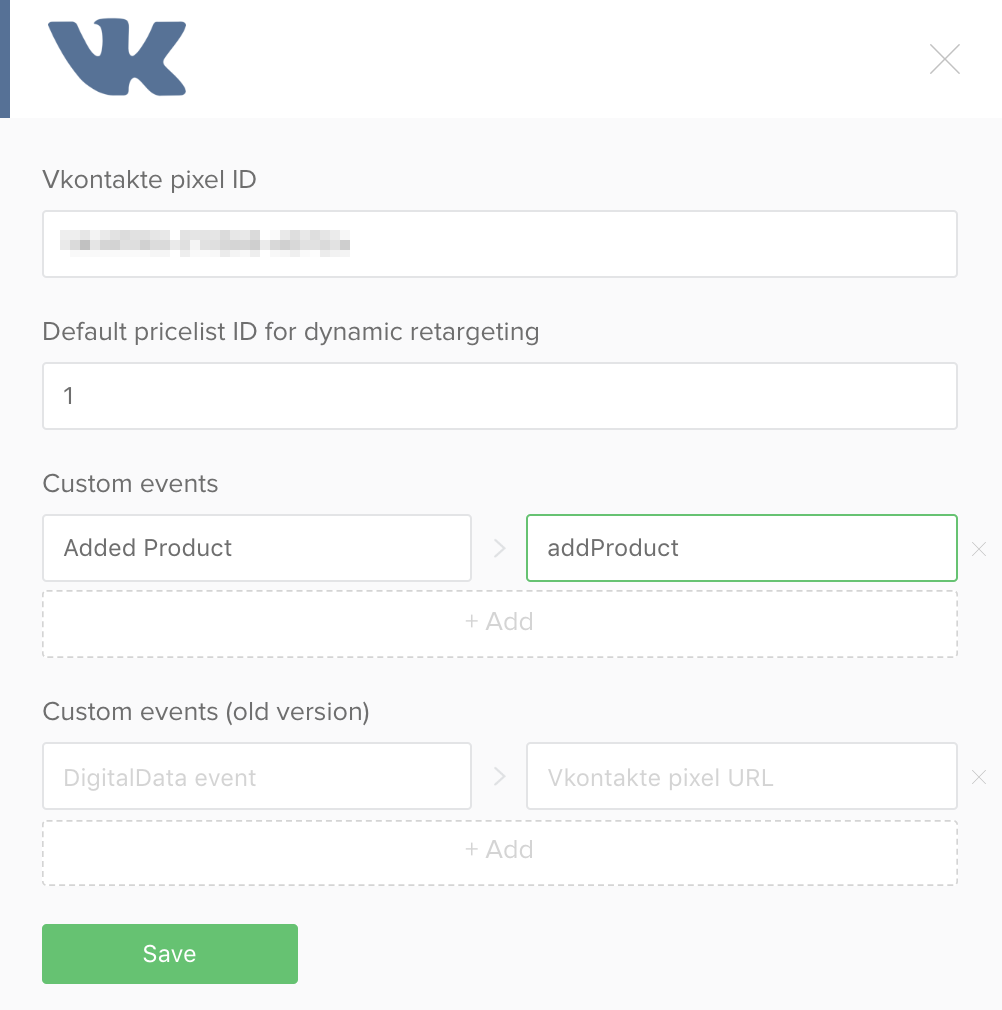 VK
Vkontakte pixel ID
Default pricelist ID for dynamic retargeting
1
Custom events
Added Product > addProduct
+ Add
Custom events (old version)
DigitalData event > Vkontakte pixel URL
+ Add
Save